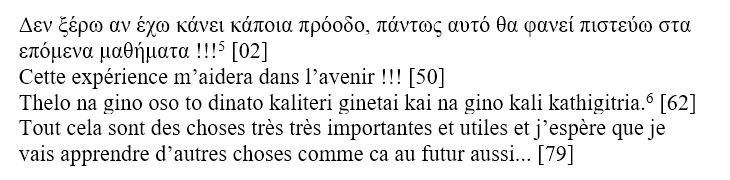 Δεν ξέρω αν έχω κάνει κάποια πρόοδο, πάντως αυτό θα φανεί πιστεύω στα
επόμενα μαθήματα !!!⁵ [02]
Cette expérience m’aidera dans l’avenir !!! [50]
Thelo na gino oso to dinato kaliteri ginetai kai na gino kali kathigitria.⁶ [62]
Tout cela sont des choses très très importantes et utiles et j’espère que je
vais apprendre d’autres choses comme ca au futur aussi... [79]